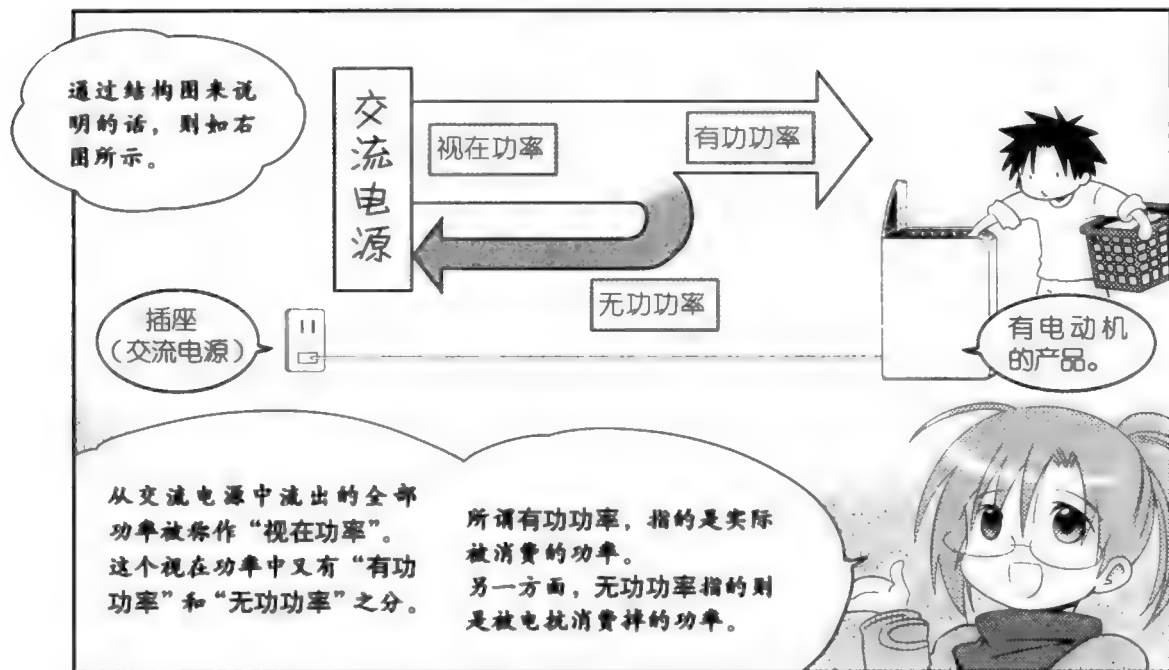 通过结构图来说
明的话，则如右
图所示。
交流电源
视在功率
有功功率
无功功率
插座
（交流电源）
有电动机
的产品。
从交流电源中流出的全部
功率被称作“视在功率”。
这个视在功率中又有“有功
功率”和“无功功率”之分。
所谓有功功率，指的是实际
被消费的功率。
另一方面，无功功率指的则
是被电抗消费掉的功率。